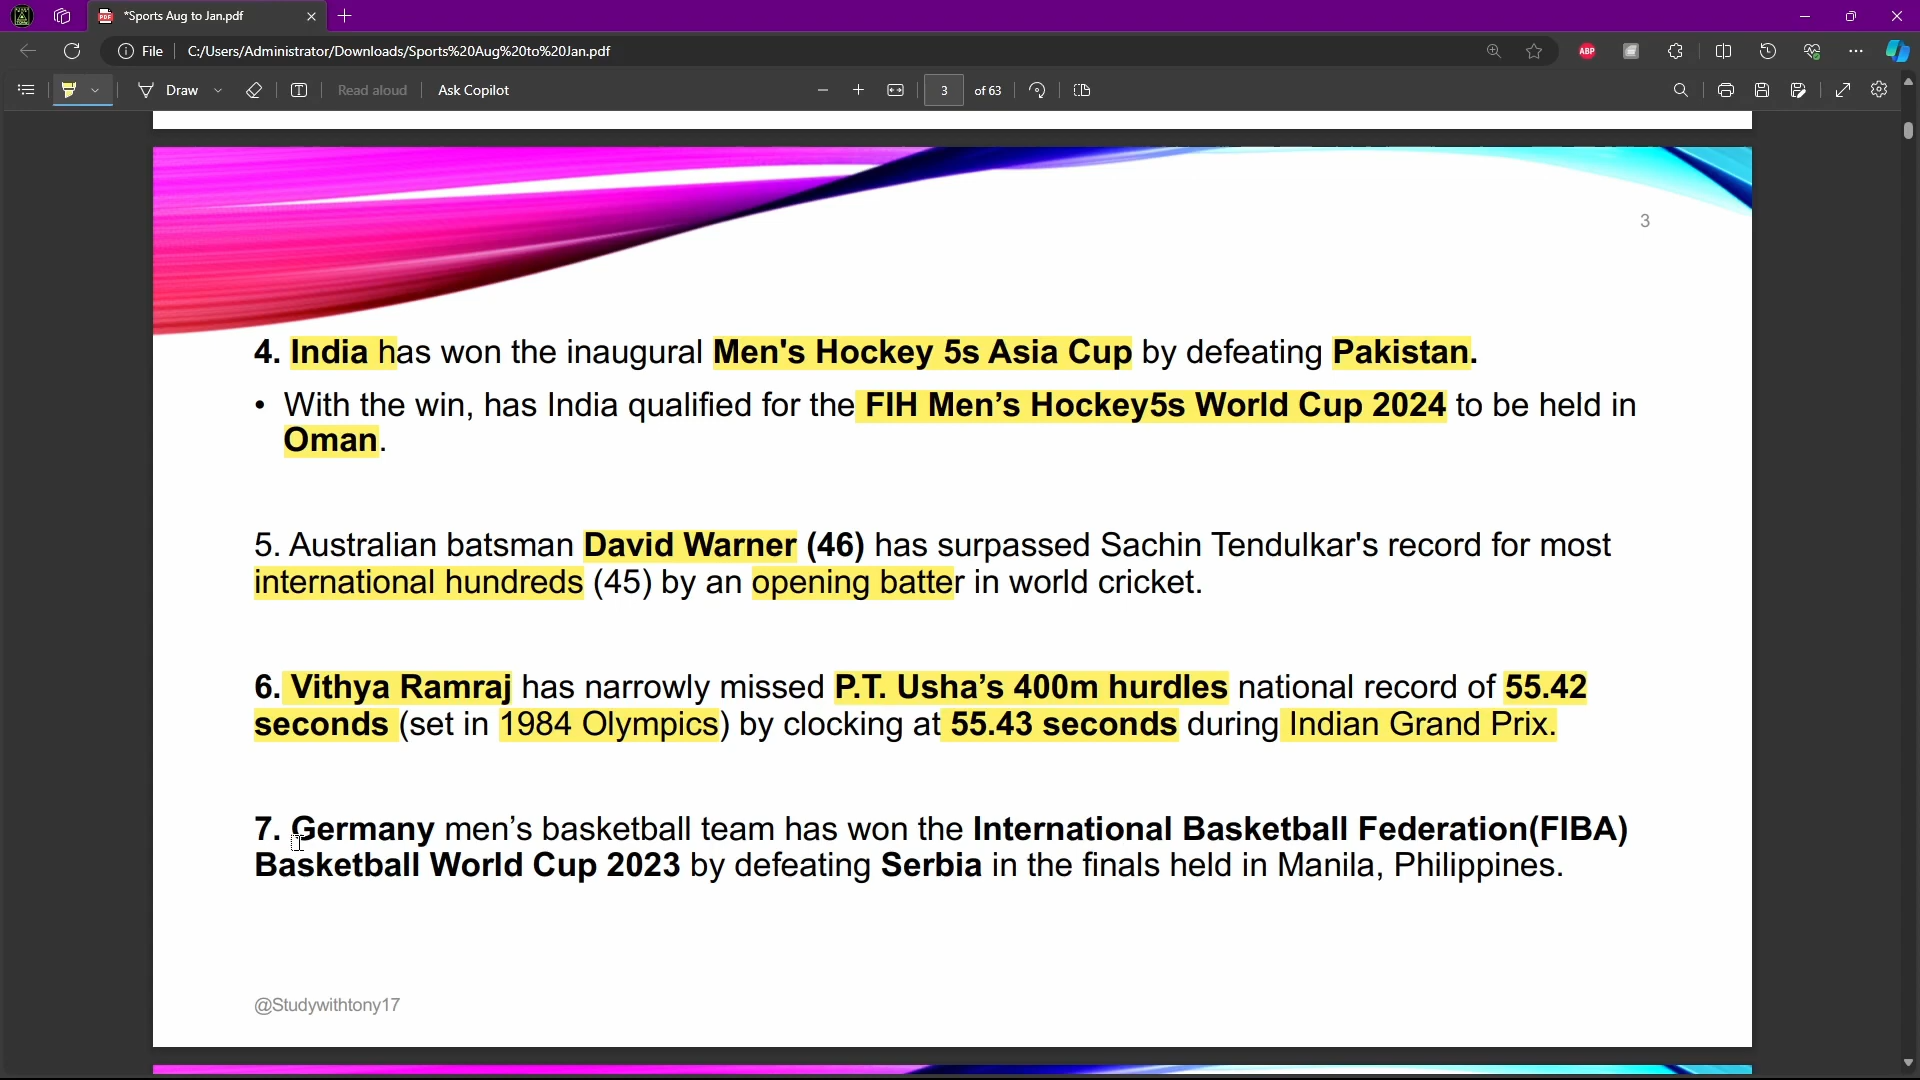 *Sports Aug to Jan.pdf
File C:/Users/Administrator/Downloads/Sports%20Aug%20to%20Jan.pdf
ABP
Draw Read aloud Ask Copilot 3 of 63
3
4. India has won the inaugural Men's Hockey 5s Asia Cup by defeating Pakistan.
• With the win, has India qualified for the FIH Men’s Hockey5s World Cup 2024 to be held in
Oman.
5. Australian batsman David Warner (46) has surpassed Sachin Tendulkar's record for most
international hundreds (45) by an opening batter in world cricket.
6. Vithya Ramraj has narrowly missed P.T. Usha’s 400m hurdles national record of 55.42
seconds (set in 1984 Olympics) by clocking at 55.43 seconds during Indian Grand Prix.
7. Germany men’s basketball team has won the International Basketball Federation(FIBA)
Basketball World Cup 2023 by defeating Serbia in the finals held in Manila, Philippines.
@Studywithtony17